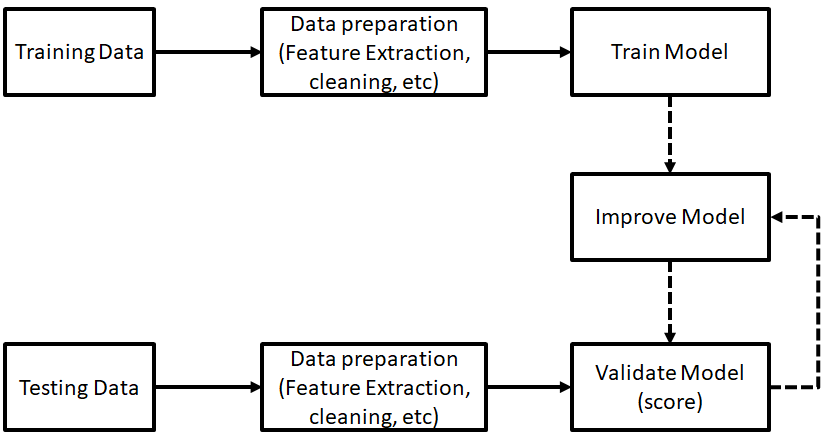 Training Data
Data preparation
(Feature Extraction,
cleaning, etc)
Train Model
Improve Model
Testing Data
Data preparation
(Feature Extraction,
cleaning, etc)
Validate Model
(score)